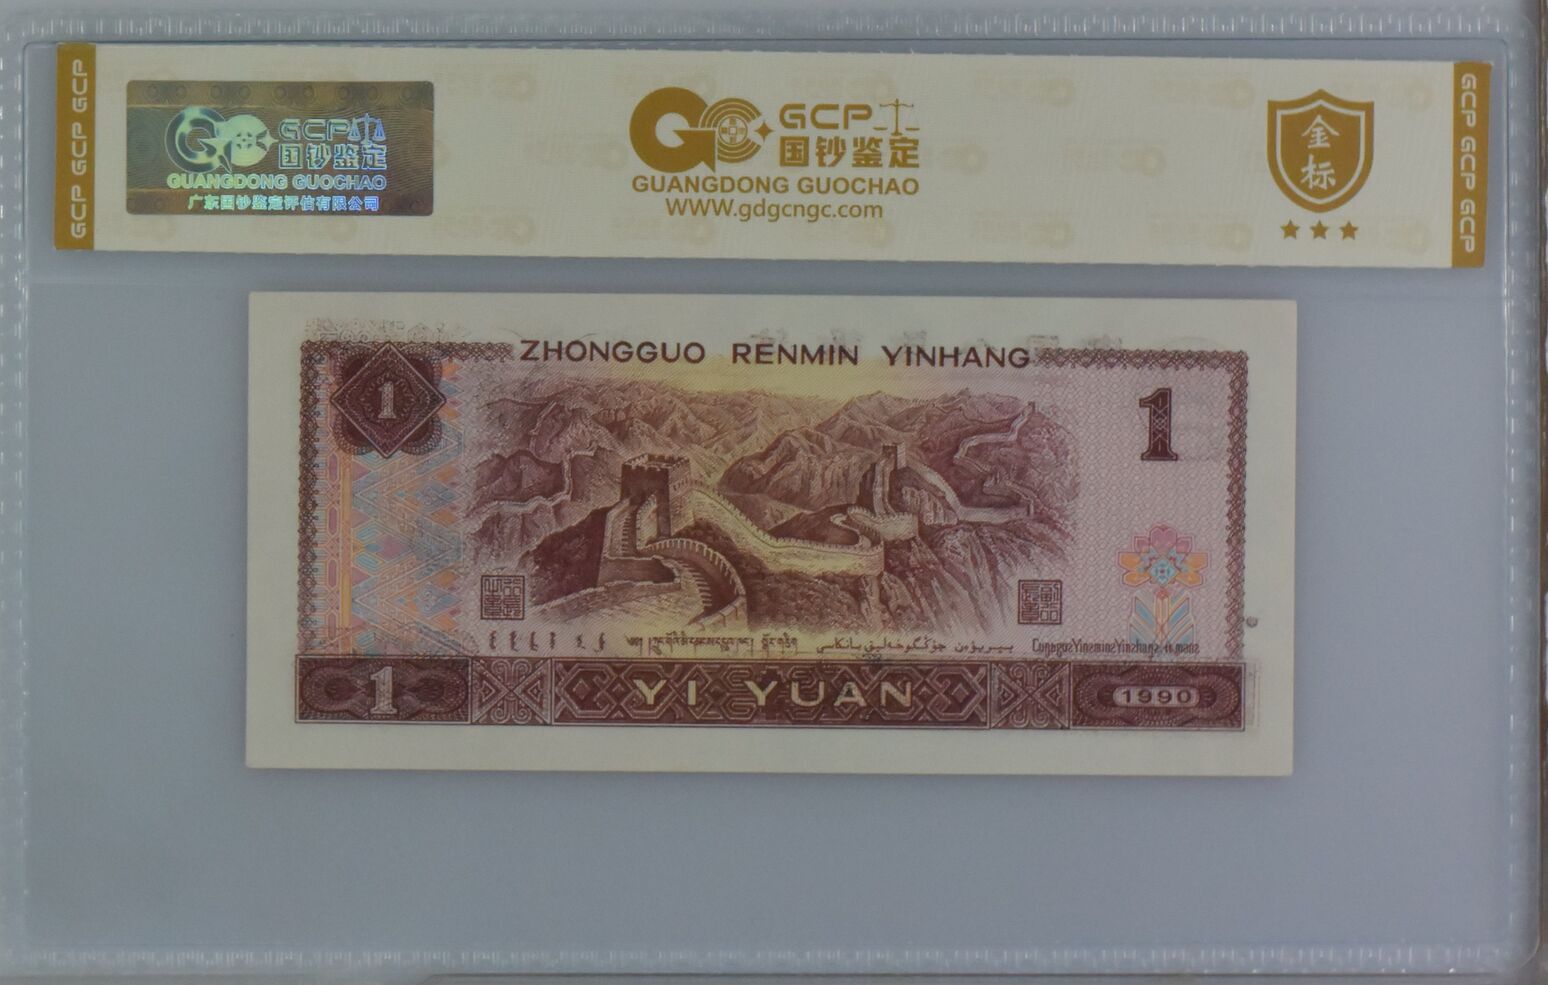 GCP GCP GCP
GCP
国钞鉴定
GUANGDONG GUOCHAO
广东国钞鉴定评估有限公司
GCP
国钞鉴定
GUANGDONG GUOCHAO
WWW.gdgcngc.com
金
标
GCP GCP GCP
ZHONGGUO RENMIN YINHANG
1
1
1
YI YUAN
1990